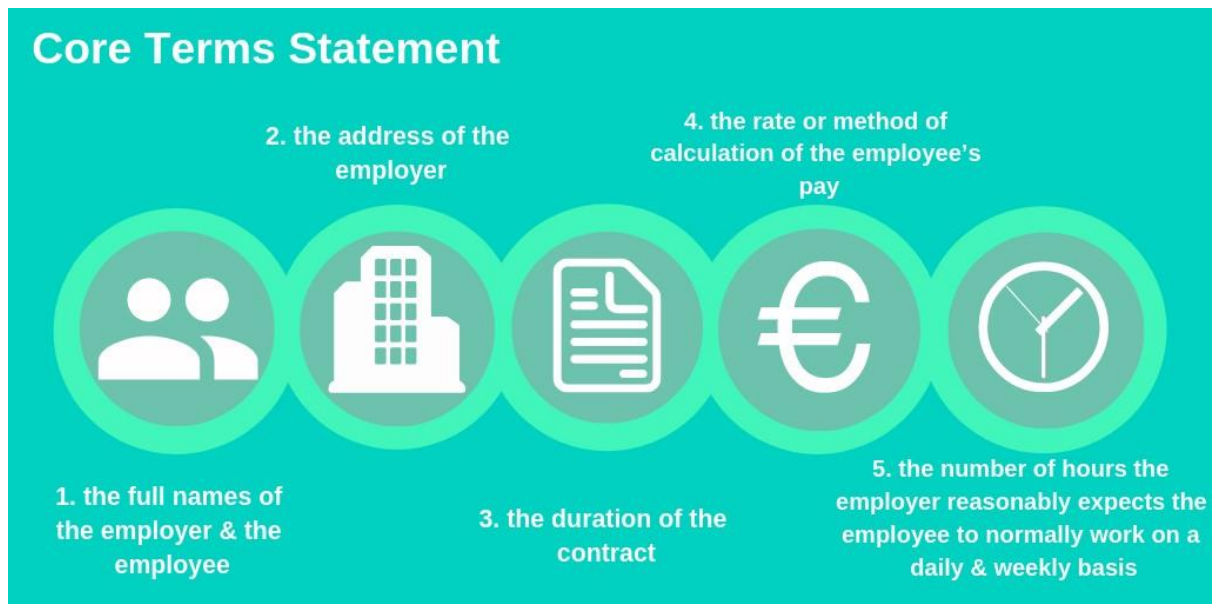 Core Terms Statement
1. the full names of
the employer & the
employee
2. the address of the
employer
3. the duration of the
contract
4. the rate or method of
calculation of the employee’s
pay
5. the number of hours the
employer reasonably expects the
employee to normally work on a
daily & weekly basis